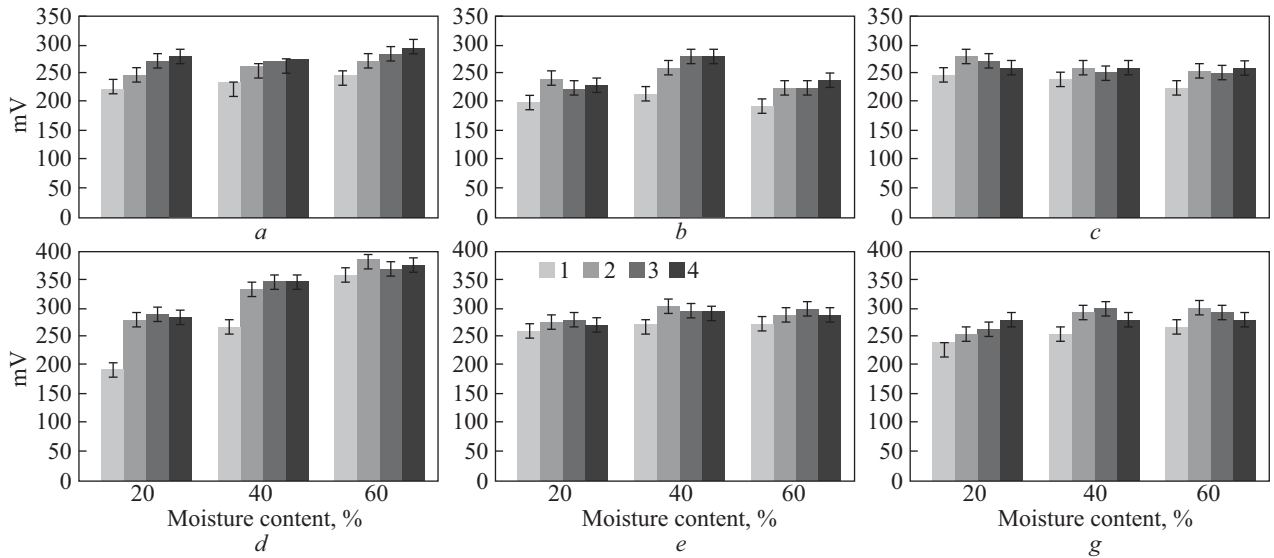 350 350 350
300 300 300
250 250 250
mV 200 200 200
150 150 150
100 100 100
50 50 50
0 0 0
a b c
400 400 400
350 1 2 3 4 350 350
300 300 300
250 250 250
mV 200 200 200
150 150 150
100 100 100
50 50 50
0 0 0
20 40 60 20 40 60 20 40 60
Moisture content, % Moisture content, % Moisture content, %
d e g